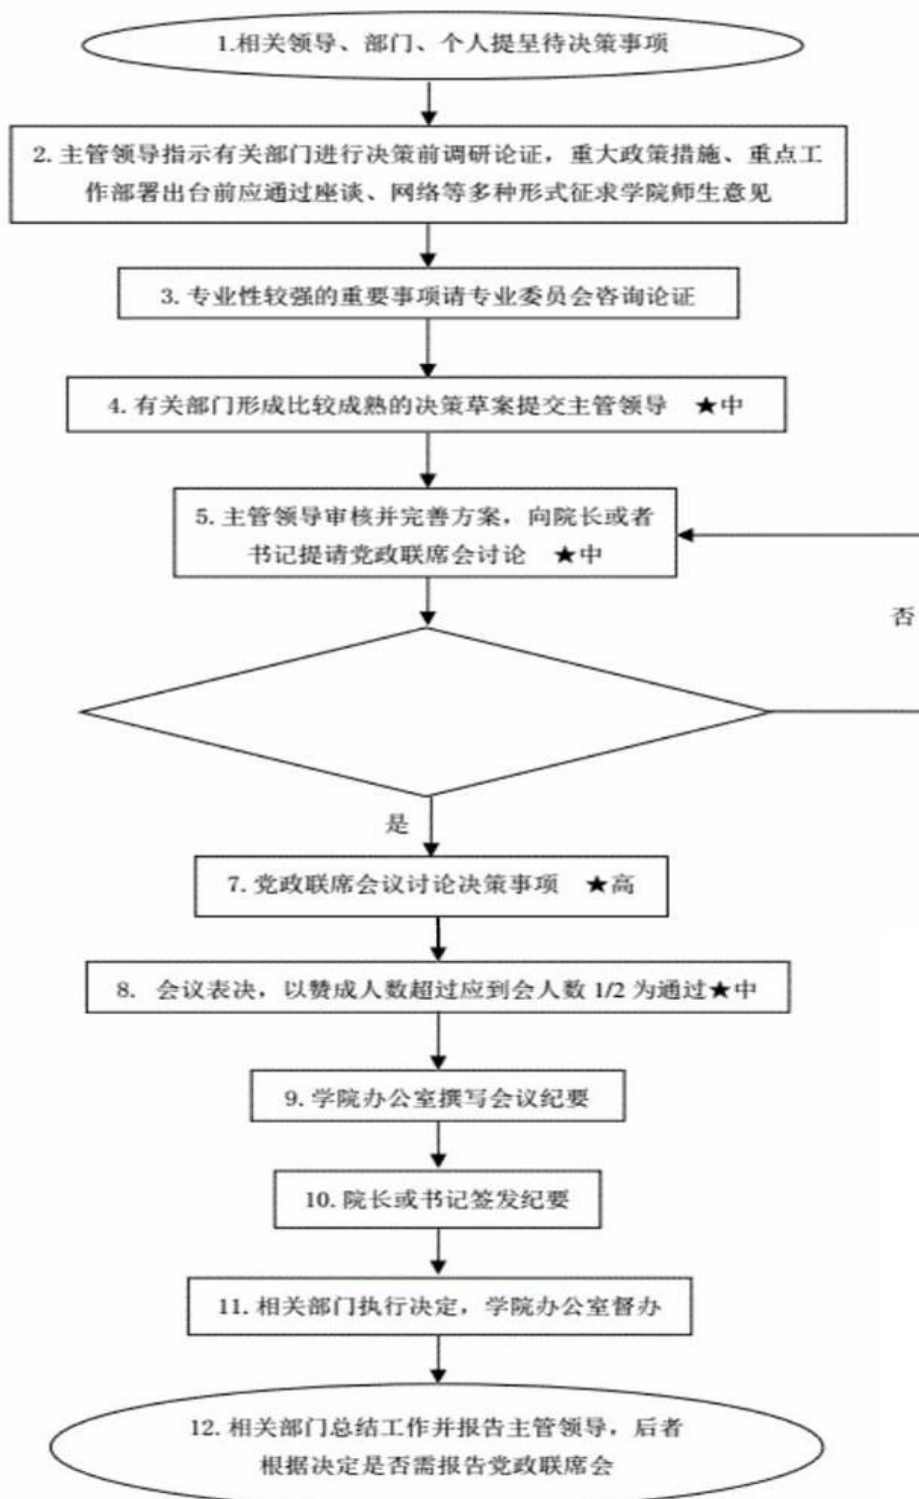 1.相关领导、部门、个人提呈待决策事项
2. 主管领导指示有关部门进行决策前调研论证，重大政策措施、重点工
作部署出台前应通过座谈、网络等多种形式征求学院师生意见
3. 专业性较强的重要事项请专业委员会咨询论证
4. 有关部门形成比较成熟的决策草案提交主管领导 ★中
5. 主管领导审核并完善方案，向院长或者
书记提请党政联席会讨论 ★中
否
是
7. 党政联席会议讨论决策事项 ★高
8. 会议表决，以赞成人数超过应到会人数 1/2 为通过★中
9. 学院办公室撰写会议纪要
10. 院长或书记签发纪要
11. 相关部门执行决定，学院办公室督办
12. 相关部门总结工作并报告主管领导，后者
根据决定是否需报告党政联席会